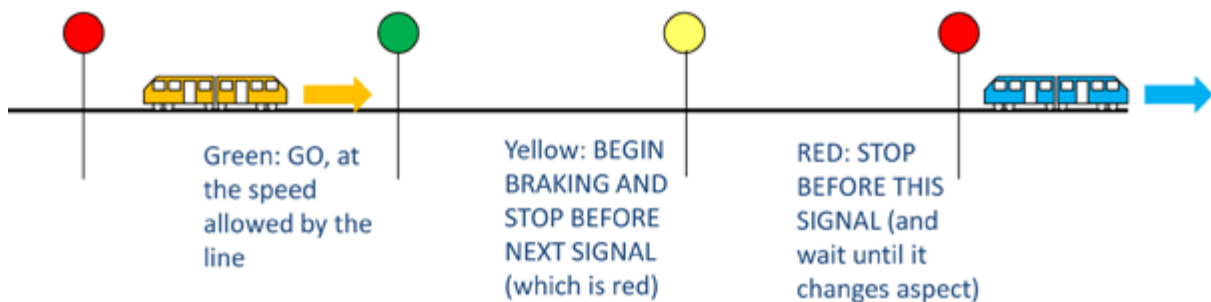 Green: GO, at
the speed
allowed by the
line
Yellow: BEGIN
BRAKING AND
STOP BEFORE
NEXT SIGNAL
(which is red)
RED: STOP
BEFORE THIS
SIGNAL (and
wait until it
changes aspect)